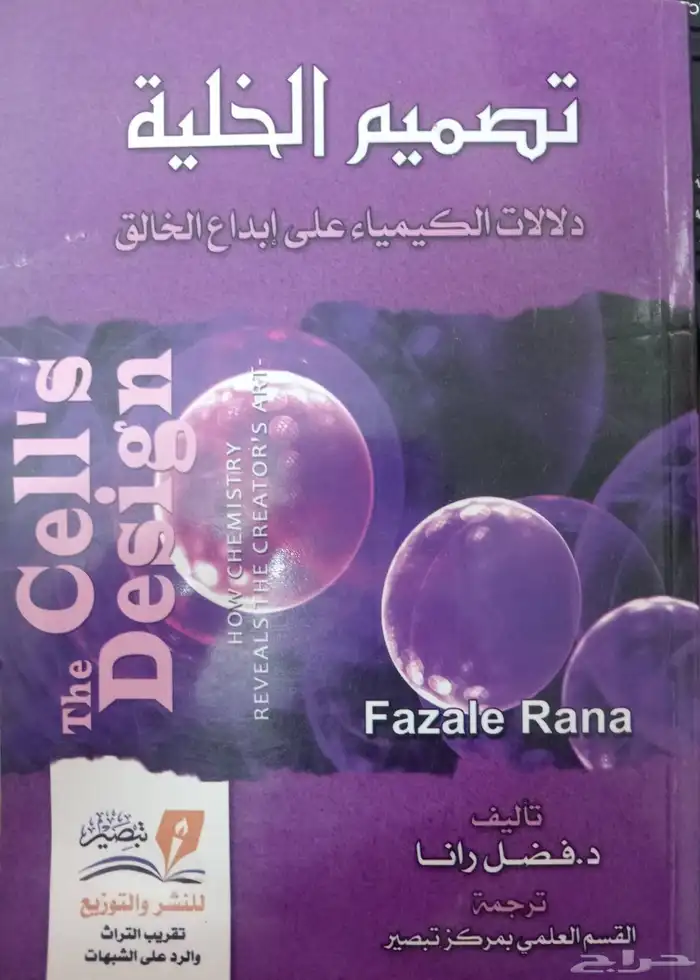 تصميم الخلية
دلالات الكيمياء على إبداع الخالق
The Cell's
Design
HOW CHEMISTRY
REVEALS THE CREATOR'S ART
Fazale Rana
تأليف
د.فضل رانا
ترجمة
القسم العلمي بمركز تبصير
تبصير
للنشر والتوزيع
تقريب التراث
والرد على الشبهات
حراج